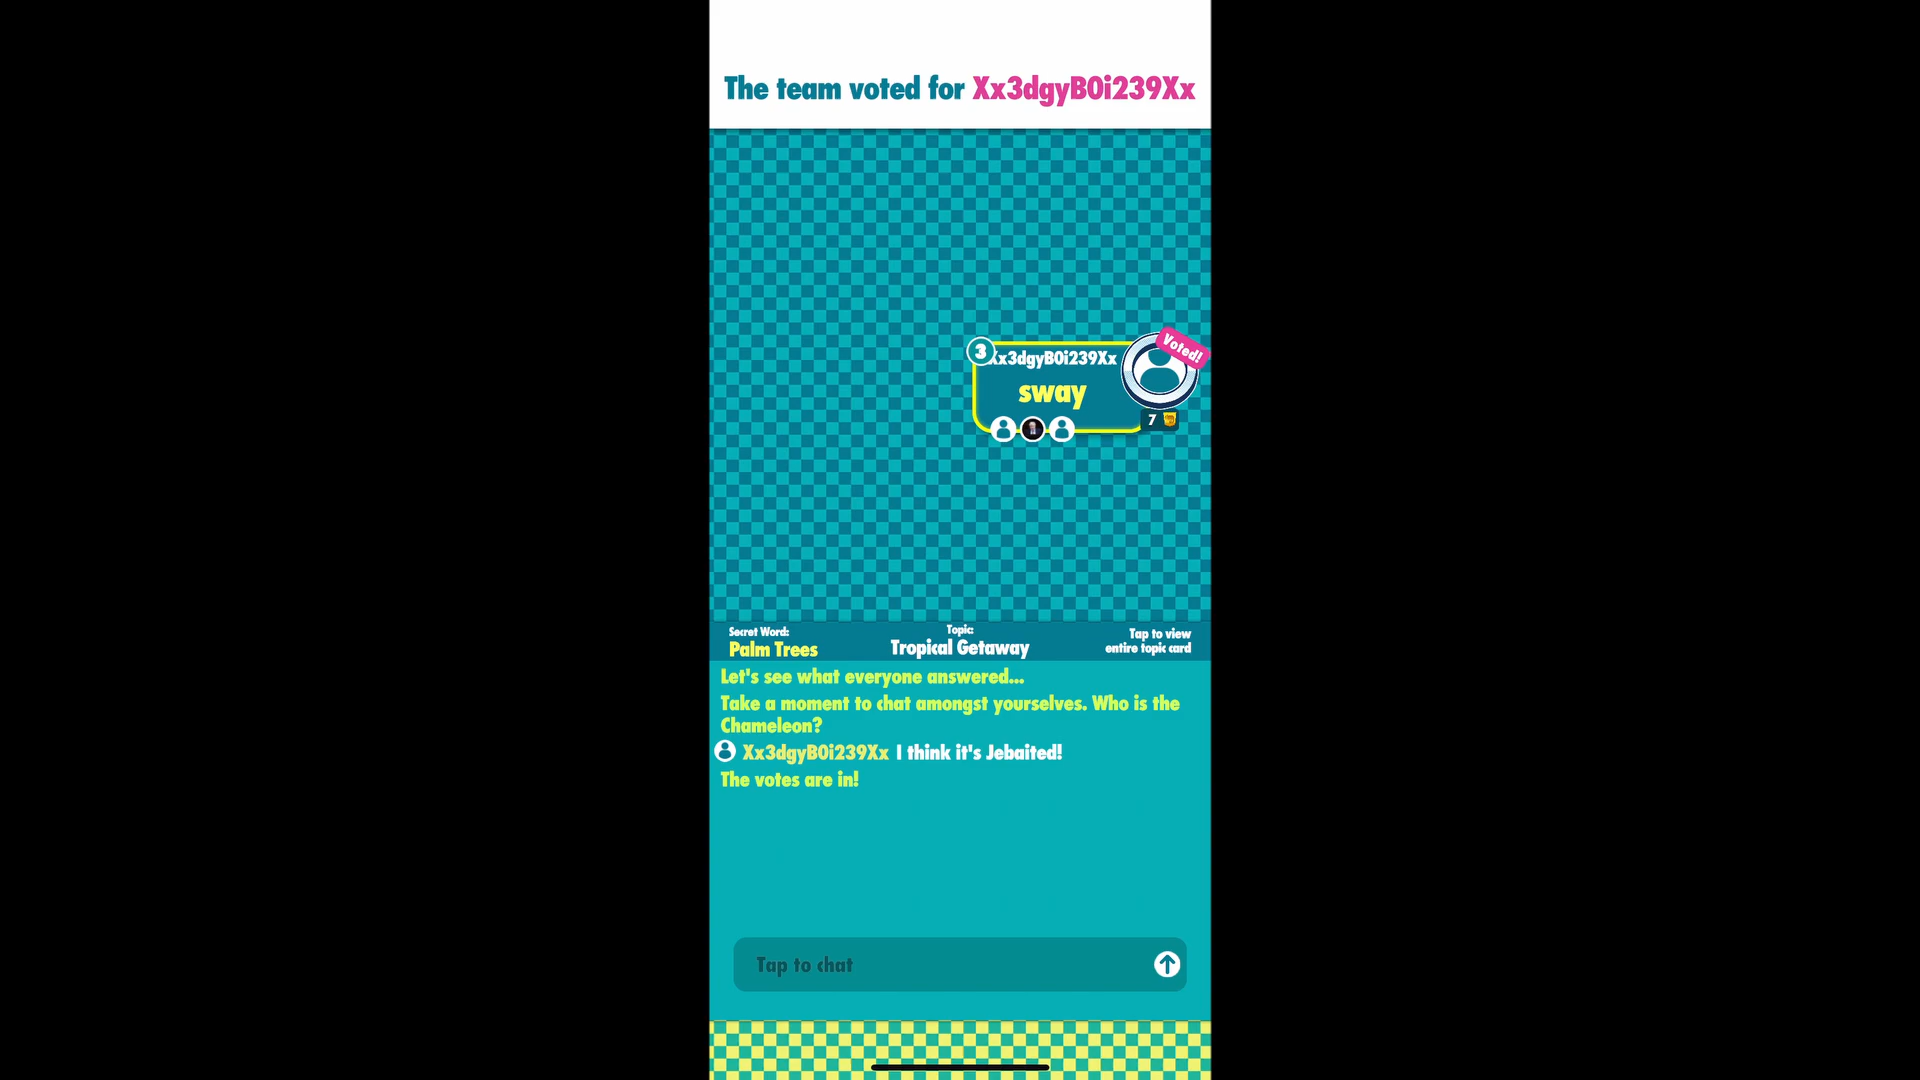 The team voted for Xx3dgyB0i239Xx
Voted!
3
Xx3dgyB0i239Xx
sway
7
Secret Word:
Palm Trees
Topic:
Tropical Getaway
Tap to view
entire topic card
Let's see what everyone answered...
Take a moment to chat amongst yourselves. Who is the
Chameleon?
Xx3dgyB0i239Xx I think it's Jebaited!
The votes are in!
Tap to chat